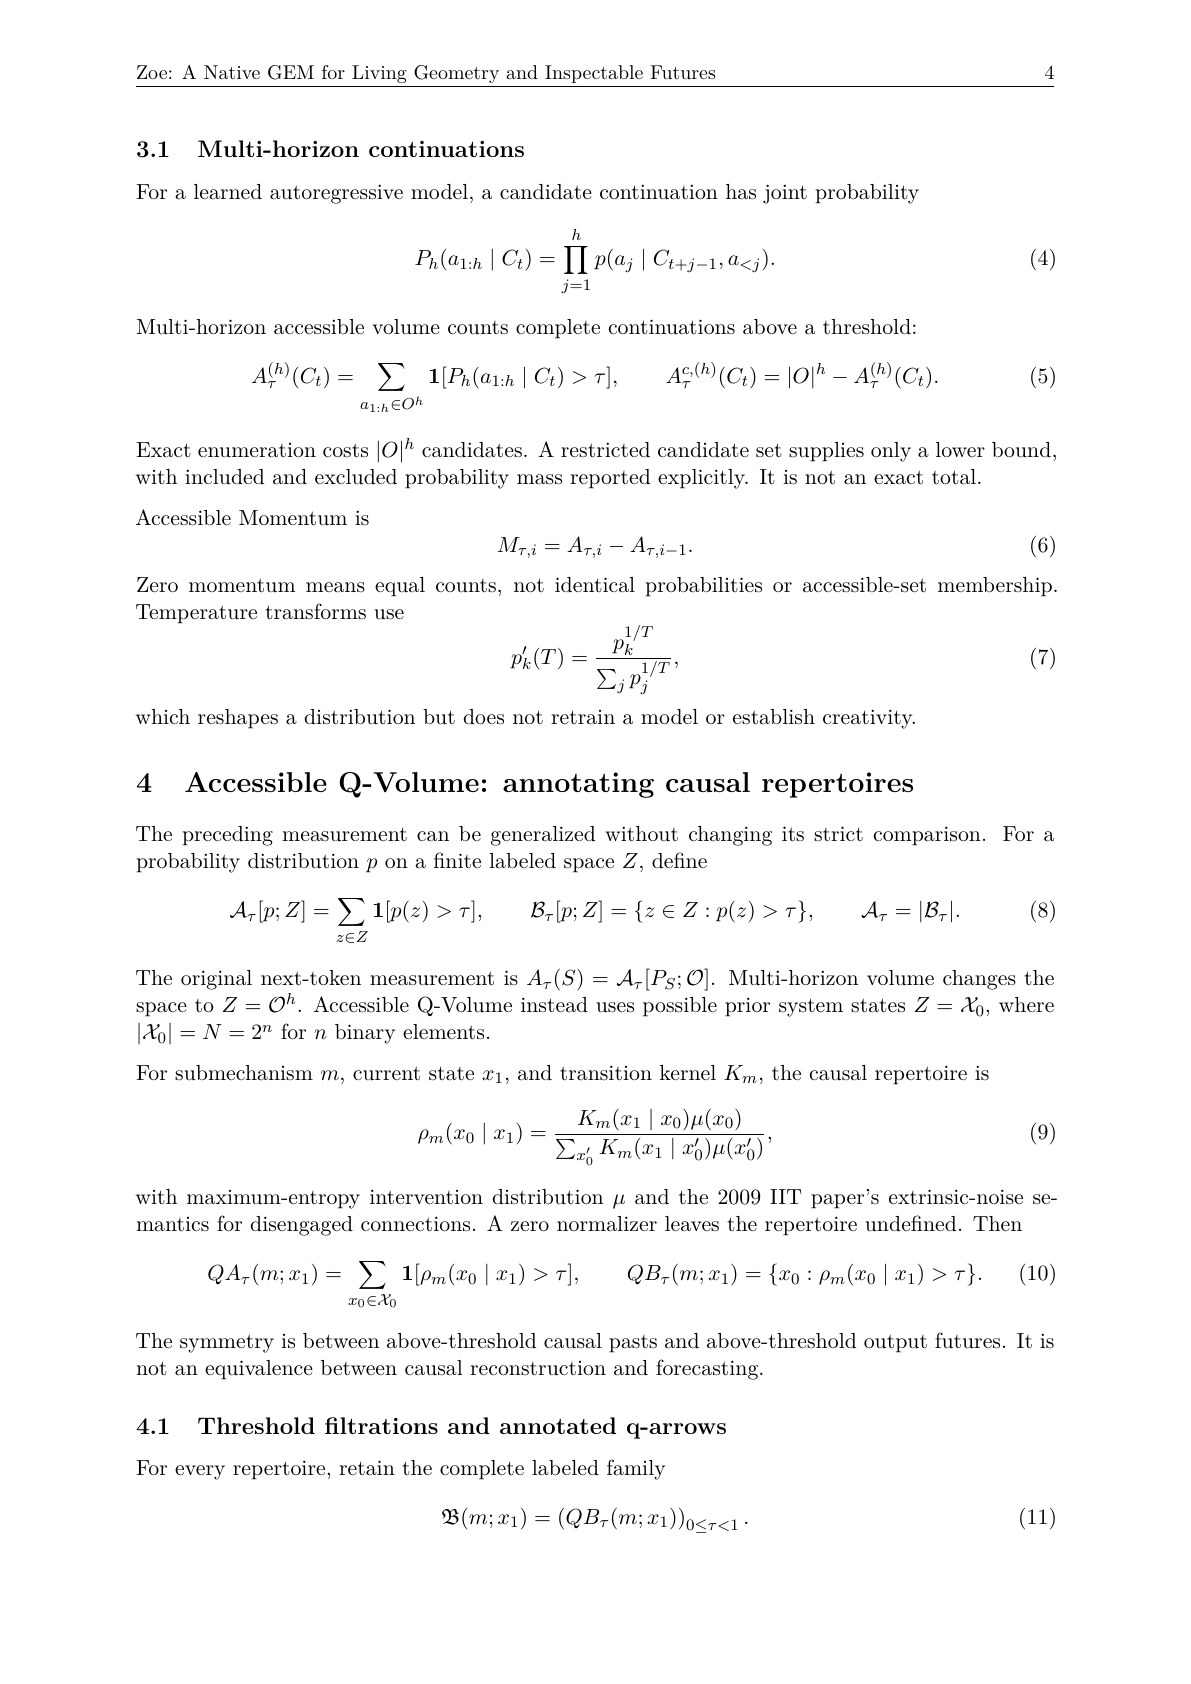 Zoe: A Native GEM for Living Geometry and Inspectable Futures 4
3.1 Multi-horizon continuations
For a learned autoregressive model, a candidate continuation has joint probability
P_h(a_{1:h} | C_t) = ∏_{j=1}^{h} p(a_j | C_{t+j−1}, a_{<j}). (4)
Multi-horizon accessible volume counts complete continuations above a threshold:
A_τ^{(h)}(C_t) = ∑_{a_{1:h}∈O^h} 1[P_h(a_{1:h} | C_t) > τ], A_τ^{c,(h)}(C_t) = |O|^h − A_τ^{(h)}(C_t). (5)
Exact enumeration costs |O|^h candidates. A restricted candidate set supplies only a lower bound,
with included and excluded probability mass reported explicitly. It is not an exact total.
Accessible Momentum is
M_{τ,i} = A_{τ,i} − A_{τ,i−1}. (6)
Zero momentum means equal counts, not identical probabilities or accessible-set membership.
Temperature transforms use
p′_k(T) = p_k^{1/T} / ∑_j p_j^{1/T}, (7)
which reshapes a distribution but does not retrain a model or establish creativity.
4 Accessible Q-Volume: annotating causal repertoires
The preceding measurement can be generalized without changing its strict comparison. For a
probability distribution p on a finite labeled space Z, define
𝒜_τ[p; Z] = ∑_{z∈Z} 1[p(z) > τ], ℬ_τ[p; Z] = {z ∈ Z : p(z) > τ}, 𝒜_τ = |ℬ_τ|. (8)
The original next-token measurement is A_τ(S) = 𝒜_τ[P_S; 𝒪]. Multi-horizon volume changes the
space to Z = 𝒪^h. Accessible Q-Volume instead uses possible prior system states Z = 𝒳_0, where
|𝒳_0| = N = 2^n for n binary elements.
For submechanism m, current state x_1, and transition kernel K_m, the causal repertoire is
ρ_m(x_0 | x_1) = K_m(x_1 | x_0)μ(x_0) / ∑_{x′_0} K_m(x_1 | x′_0)μ(x′_0), (9)
with maximum-entropy intervention distribution μ and the 2009 IIT paper's extrinsic-noise se-
mantics for disengaged connections. A zero normalizer leaves the repertoire undefined. Then
QA_τ(m; x_1) = ∑_{x_0∈𝒳_0} 1[ρ_m(x_0 | x_1) > τ], QB_τ(m; x_1) = {x_0 : ρ_m(x_0 | x_1) > τ}. (10)
The symmetry is between above-threshold causal pasts and above-threshold output futures. It is
not an equivalence between causal reconstruction and forecasting.
4.1 Threshold filtrations and annotated q-arrows
For every repertoire, retain the complete labeled family
𝔅(m; x_1) = (QB_τ(m; x_1))_{0≤τ<1} . (11)